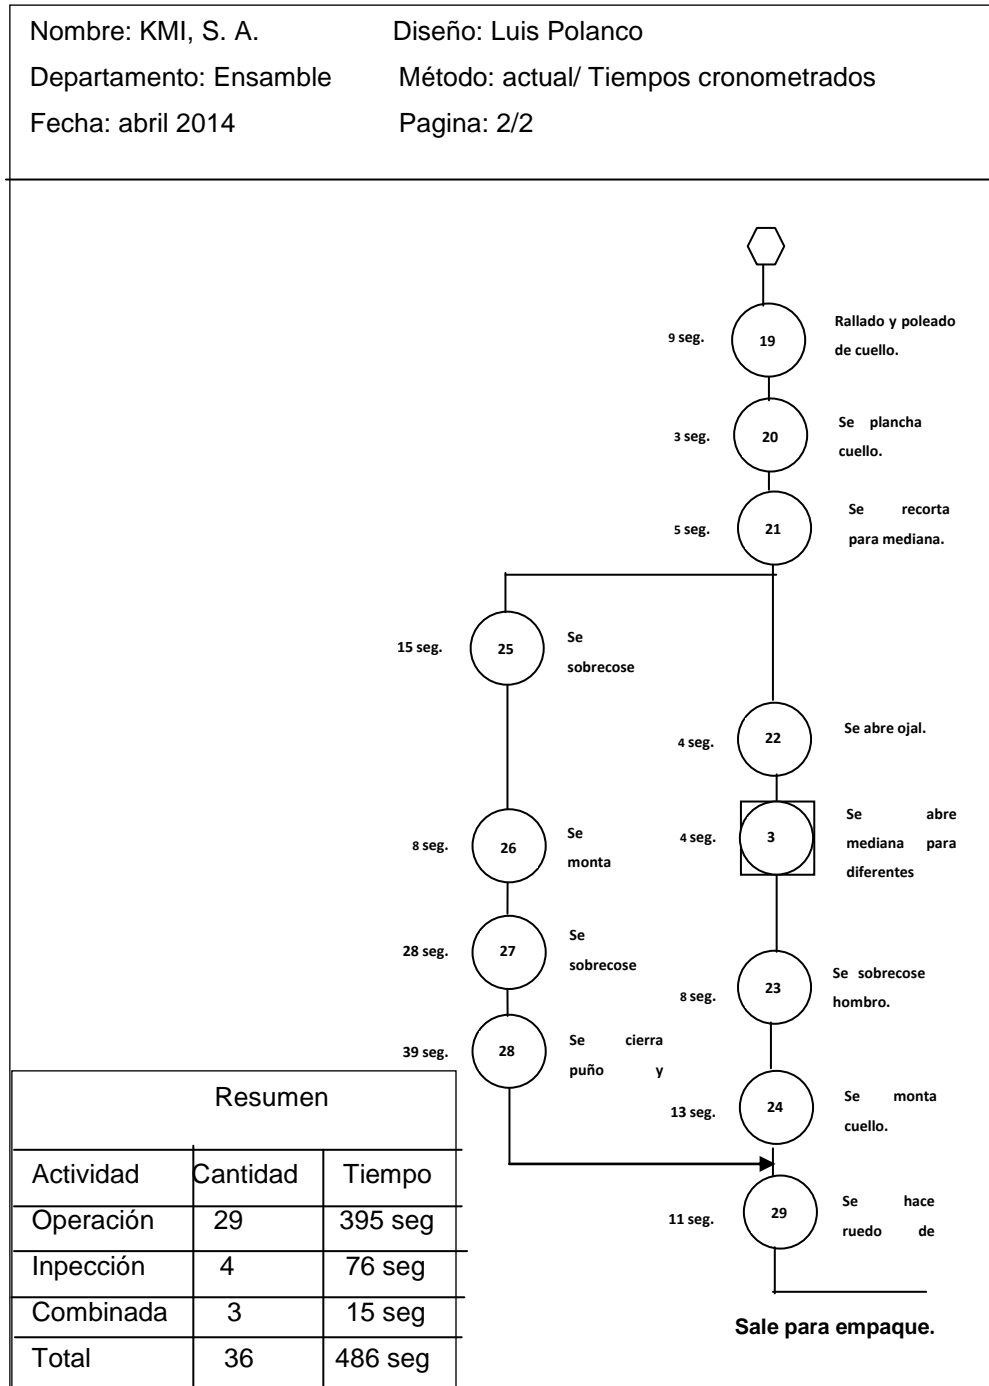 Nombre: KMI, S. A. Diseño: Luis Polanco
Departamento: Ensamble Método: actual/ Tiempos cronometrados
Fecha: abril 2014 Pagina: 2/2
9 seg. 19 Rallado y poleado
de cuello.
3 seg. 20 Se plancha
cuello.
5 seg. 21 Se recorta
para mediana.
15 seg. 25 Se
sobrecose
4 seg. 22 Se abre ojal.
8 seg. 26 Se
monta
4 seg. 3 Se abre
mediana para
diferentes
28 seg. 27 Se
sobrecose
8 seg. 23 Se sobrecose
hombro.
39 seg. 28 Se cierra
puño y
13 seg. 24 Se monta
cuello.
11 seg. 29 Se hace
ruedo de
Sale para empaque.
Resumen
Actividad Cantidad Tiempo
Operación 29 395 seg
Inpección 4 76 seg
Combinada 3 15 seg
Total 36 486 seg